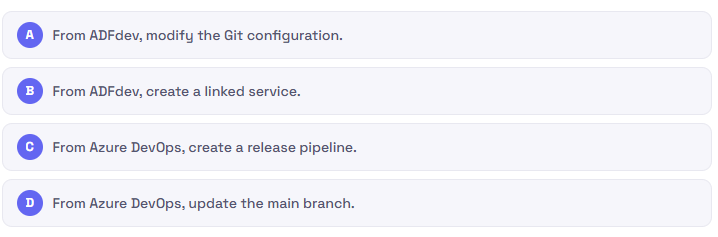 A From ADFdev, modify the Git configuration.
B From ADFdev, create a linked service.
C From Azure DevOps, create a release pipeline.
D From Azure DevOps, update the main branch.